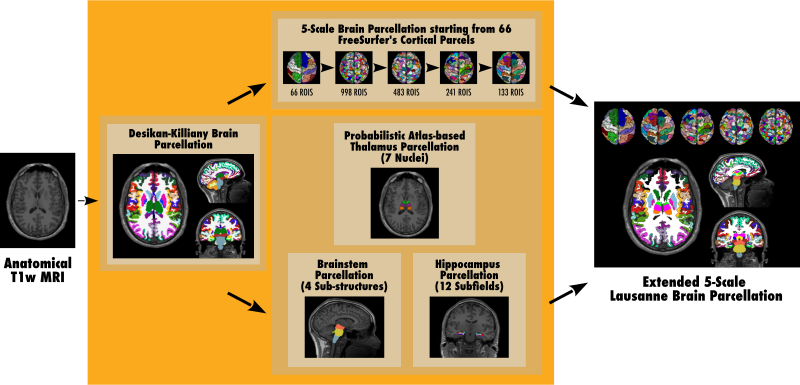 5-Scale Brain Parcellation starting from 66
FreeSurfer's Cortical Parcels
66 ROIS
998 ROIS
483 ROIS
241 ROIS
133 ROIS
Desikan-Killiany Brain
Parcellation
Probabilistic Atlas-based
Thalamus Parcellation
(7 Nuclei)
Anatomical
T1w MRI
Brainstem
Parcellation
(4 Sub-structures)
Hippocampus
Parcellation
(12 Subfields)
Extended 5-Scale
Lausanne Brain Parcellation